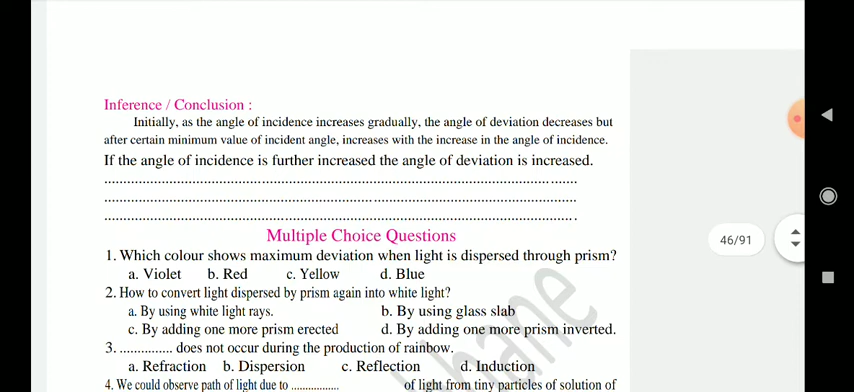 Inference / Conclusion :
Initially, as the angle of incidence increases gradually, the angle of deviation decreases but
after certain minimum value of incident angle, increases with the increase in the angle of incidence.
If the angle of incidence is further increased the angle of deviation is increased.
Multiple Choice Questions
1. Which colour shows maximum deviation when light is dispersed through prism?
a. Violet b. Red c. Yellow d. Blue
2. How to convert light dispersed by prism again into white light?
a. By using white light rays. b. By using glass slab
c. By adding one more prism erected d. By adding one more prism inverted.
3. ............... does not occur during the production of rainbow.
a. Refraction b. Dispersion c. Reflection d. Induction
4. We could observe path of light due to ................. of light from tiny particles of solution of
46/91